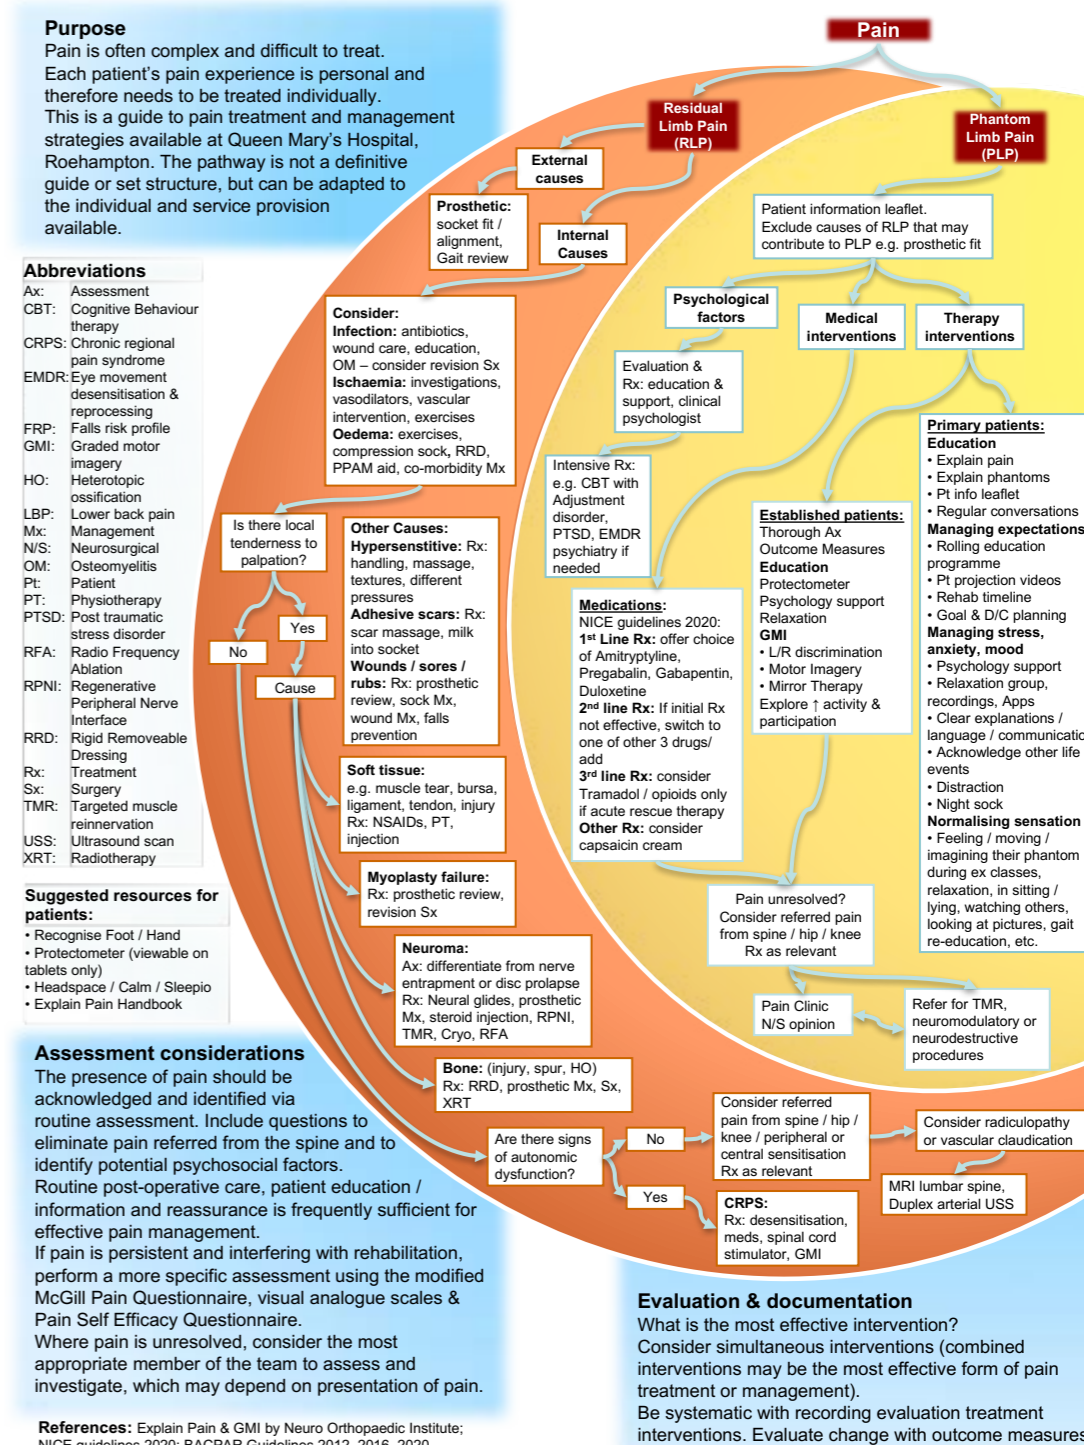 Purpose
Pain is often complex and difficult to treat.
Each patient's pain experience is personal and
therefore needs to be treated individually.
This is a guide to pain treatment and management
strategies available at Queen Mary's Hospital,
Roehampton. The pathway is not a definitive
guide or set structure, but can be adapted to
the individual and service provision
available.
Abbreviations
Ax: Assessment
CBT: Cognitive Behaviour
therapy
CRPS: Chronic regional
pain syndrome
EMDR: Eye movement
desensitisation &
reprocessing
FRP: Falls risk profile
GMI: Graded motor
imagery
HO: Heterotopic
ossification
LBP: Lower back pain
Mx: Management
N/S: Neurosurgical
OM: Osteomyelitis
Pt: Patient
PT: Physiotherapy
PTSD: Post traumatic
stress disorder
RFA: Radio Frequency
Ablation
RPNI: Regenerative
Peripheral Nerve
Interface
RRD: Rigid Removeable
Dressing
Rx: Treatment
Sx: Surgery
TMR: Targeted muscle
reinnervation
USS: Ultrasound scan
XRT: Radiotherapy
Suggested resources for
patients:
• Recognise Foot / Hand
• Protectometer (viewable on
tablets only)
• Headspace / Calm / Sleepio
• Explain Pain Handbook
Assessment considerations
The presence of pain should be
acknowledged and identified via
routine assessment. Include questions to
eliminate pain referred from the spine and to
identify potential psychosocial factors.
Routine post-operative care, patient education /
information and reassurance is frequently sufficient for
effective pain management.
If pain is persistent and interfering with rehabilitation,
perform a more specific assessment using the modified
McGill Pain Questionnaire, visual analogue scales &
Pain Self Efficacy Questionnaire.
Where pain is unresolved, consider the most
appropriate member of the team to assess and
investigate, which may depend on presentation of pain.
References: Explain Pain & GMI by Neuro Orthopaedic Institute;
NICE guidelines 2020; BACPAR Guidelines 2012, 2016, 2020
Pain
Residual
Limb Pain
(RLP)
External
causes
Prosthetic:
socket fit /
alignment,
Gait review
Internal
Causes
Consider:
Infection: antibiotics,
wound care, education,
OM – consider revision Sx
Ischaemia: investigations,
vasodilators, vascular
intervention, exercises
Oedema: exercises,
compression sock, RRD,
PPAM aid, co-morbidity Mx
Is there local
tenderness to
palpation?
Yes
No
Cause
Other Causes:
Hypersenstitive: Rx:
handling, massage,
textures, different
pressures
Adhesive scars: Rx:
scar massage, milk
into socket
Wounds / sores /
rubs: Rx: prosthetic
review, sock Mx,
wound Mx, falls
prevention
Soft tissue:
e.g. muscle tear, bursa,
ligament, tendon, injury
Rx: NSAIDs, PT,
injection
Myoplasty failure:
Rx: prosthetic review,
revision Sx
Neuroma:
Ax: differentiate from nerve
entrapment or disc prolapse
Rx: Neural glides, prosthetic
Mx, steroid injection, RPNI,
TMR, Cryo, RFA
Bone: (injury, spur, HO)
Rx: RRD, prosthetic Mx, Sx,
XRT
Are there signs
of autonomic
dysfunction?
No
Yes
Consider referred
pain from spine / hip /
knee / peripheral or
central sensitisation
Rx as relevant
Consider radiculopathy
or vascular claudication
MRI lumbar spine,
Duplex arterial USS
CRPS:
Rx: desensitisation,
meds, spinal cord
stimulator, GMI
Phantom
Limb Pain
(PLP)
Patient information leaflet.
Exclude causes of RLP that may
contribute to PLP e.g. prosthetic fit
Psychological
factors
Evaluation &
Rx: education &
support, clinical
psychologist
Intensive Rx:
e.g. CBT with
Adjustment
disorder,
PTSD, EMDR
psychiatry if
needed
Medical
interventions
Medications:
NICE guidelines 2020:
1st Line Rx: offer choice
of Amitryptyline,
Pregabalin, Gabapentin,
Duloxetine
2nd line Rx: If initial Rx
not effective, switch to
one of other 3 drugs/
add
3rd line Rx: consider
Tramadol / opioids only
if acute rescue therapy
Other Rx: consider
capsaicin cream
Therapy
interventions
Established patients:
Thorough Ax
Outcome Measures
Education
Protectometer
Psychology support
Relaxation
GMI
• L/R discrimination
• Motor Imagery
• Mirror Therapy
Explore ↑ activity &
participation
Primary patients:
Education
• Explain pain
• Explain phantoms
• Pt info leaflet
• Regular conversations
Managing expectations
• Rolling education
programme
• Pt projection videos
• Rehab timeline
• Goal & D/C planning
Managing stress,
anxiety, mood
• Psychology support
• Relaxation group,
recordings, Apps
• Clear explanations /
language / communicatio
• Acknowledge other life
events
• Distraction
• Night sock
Normalising sensation
• Feeling / moving /
imagining their phantom
during ex classes,
relaxation, in sitting /
lying, watching others,
looking at pictures, gait
re-education, etc.
Pain unresolved?
Consider referred pain
from spine / hip / knee
Rx as relevant
Pain Clinic
N/S opinion
Refer for TMR,
neuromodulatory or
neurodestructive
procedures
Evaluation & documentation
What is the most effective intervention?
Consider simultaneous interventions (combined
interventions may be the most effective form of pain
treatment or management).
Be systematic with recording evaluation treatment
interventions. Evaluate change with outcome measures